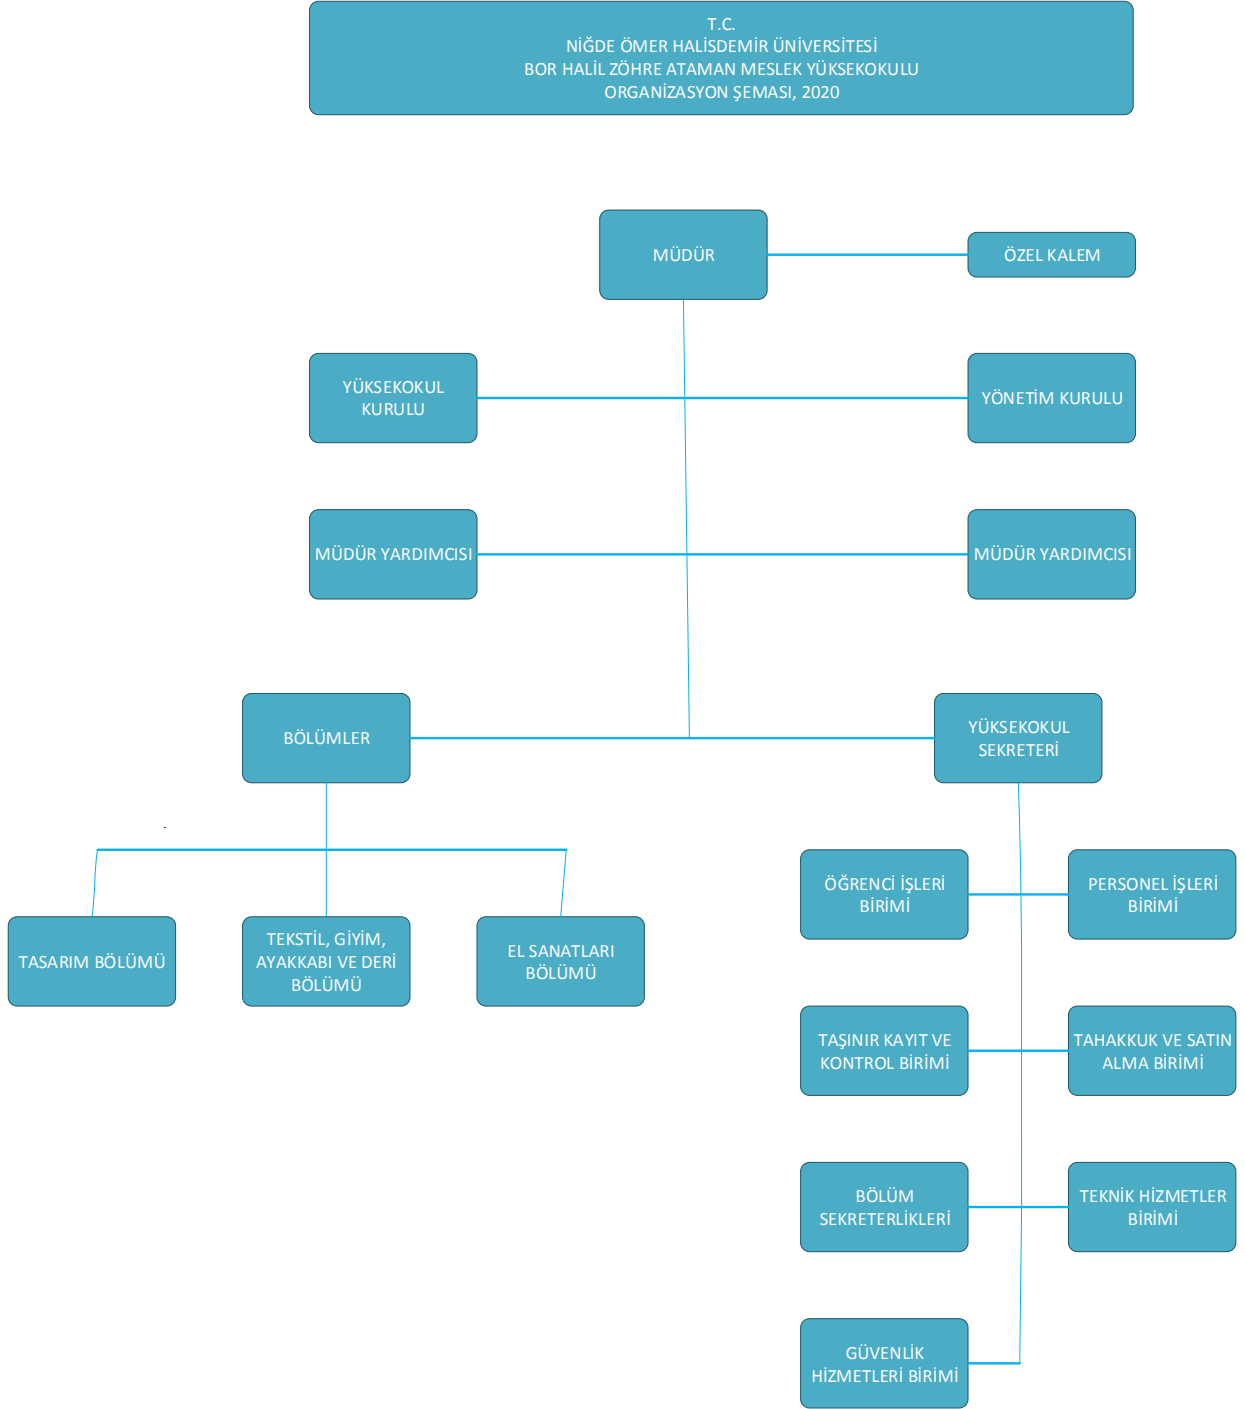 T.C.
NİĞDE ÖMER HALİSDEMİR ÜNİVERSİTESİ
BOR HALİL ZÖHRE ATAMAN MESLEK YÜKSEKOKULU
ORGANİZASYON ŞEMASI, 2020
MÜDÜR
ÖZEL KALEM
YÜKSEKOKUL
KURULU
YÖNETİM KURULU
MÜDÜR YARDIMCISI
MÜDÜR YARDIMCISI
BÖLÜMLER
YÜKSEKOKUL
SEKRETERİ
TASARIM BÖLÜMÜ
TEKSTİL, GİYİM,
AYAKKABI VE DERİ
BÖLÜMÜ
EL SANATLARI
BÖLÜMÜ
ÖĞRENCİ İŞLERİ
BİRİMİ
PERSONEL İŞLERİ
BİRİMİ
TAŞINIR KAYIT VE
KONTROL BİRİMİ
TAHAKKUK VE SATIN
ALMA BİRİMİ
BÖLÜM
SEKRETERLİKLERİ
TEKNİK HİZMETLER
BİRİMİ
GÜVENLİK
HİZMETLERİ BİRİMİ